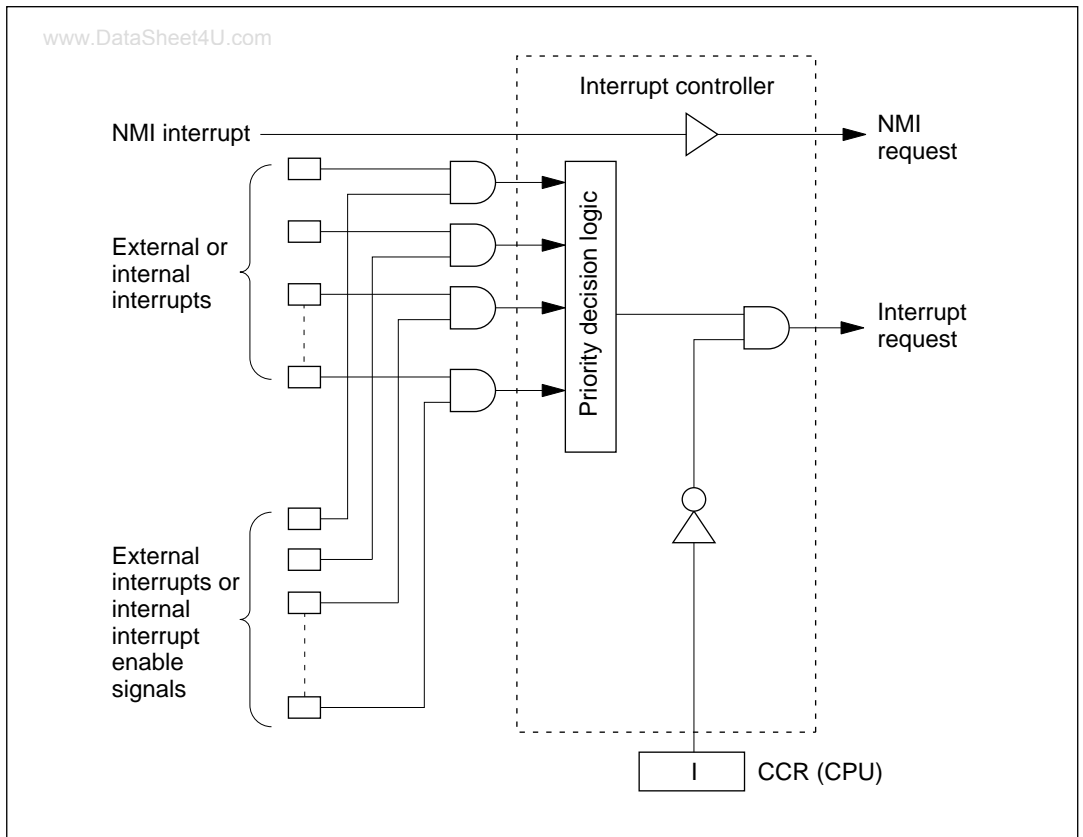 www.DataSheet4U.com
Interrupt controller
NMI interrupt
NMI
request
External or
internal
interrupts
Priority decision logic
Interrupt
request
External
interrupts or
internal
interrupt
enable
signals
I
CCR (CPU)